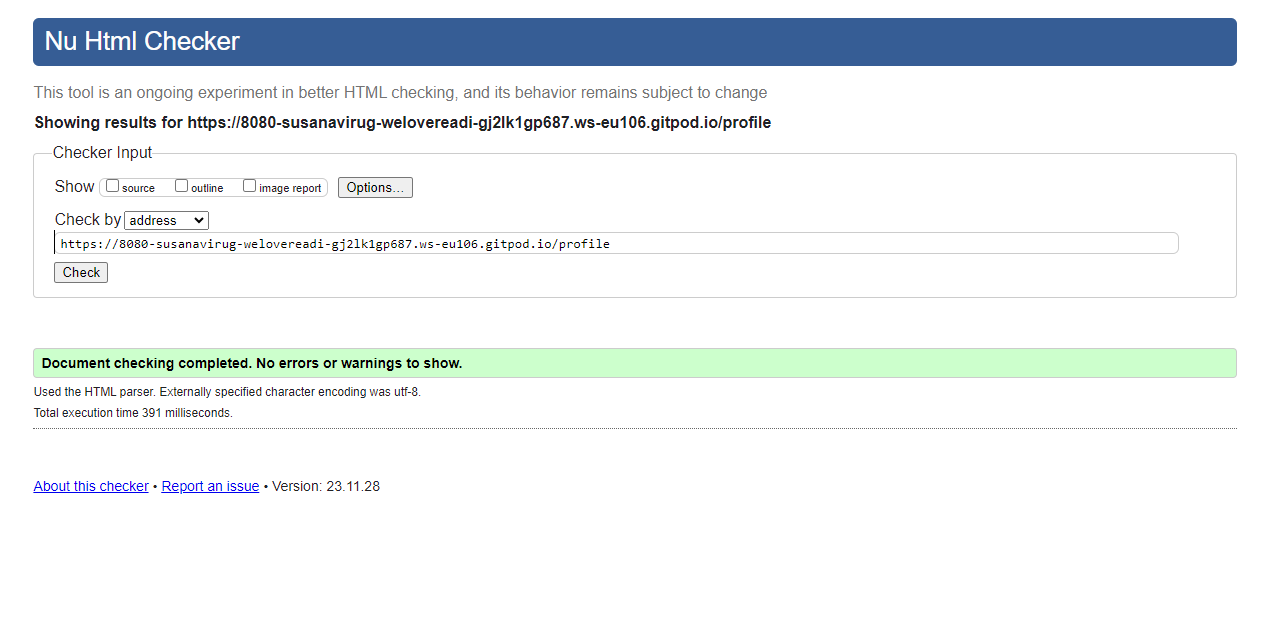 Nu Html Checker
This tool is an ongoing experiment in better HTML checking, and its behavior remains subject to change
Showing results for https://8080-susanavirug-welovereadi-gj2lk1gp687.ws-eu106.gitpod.io/profile
Checker Input
Show source outline image report Options...
Check by address
https://8080-susanavirug-welovereadi-gj2lk1gp687.ws-eu106.gitpod.io/profile
Check
Document checking completed. No errors or warnings to show.
Used the HTML parser. Externally specified character encoding was utf-8.
Total execution time 391 milliseconds.
About this checker • Report an issue • Version: 23.11.28